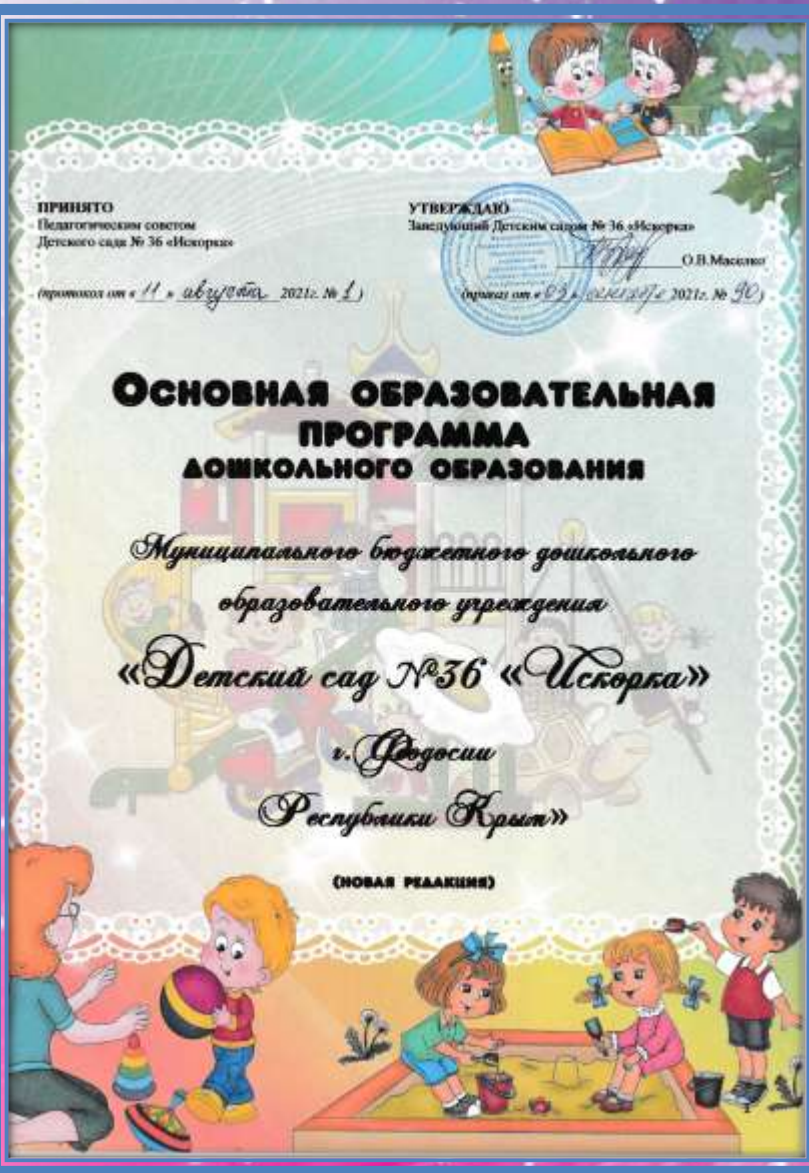 ПРИНЯТО
Педагогическим советом
Детского сада № 36 «Искорка»
(протокол от « 11 » августа 2021г. № 1 )
УТВЕРЖДАЮ
Заведующий Детским садом № 36 «Искорка»
О.В.Масалко
(приказ от « 03 » сентября 2021г. № 90 )
ОСНОВНАЯ ОБРАЗОВАТЕЛЬНАЯ
ПРОГРАММА
ДОШКОЛЬНОГО ОБРАЗОВАНИЯ
Муниципального бюджетного дошкольного
образовательного учреждения
«Детский сад №36 «Искорка»
г. Феодосии
Республики Крым»
(НОВАЯ РЕДАКЦИЯ)